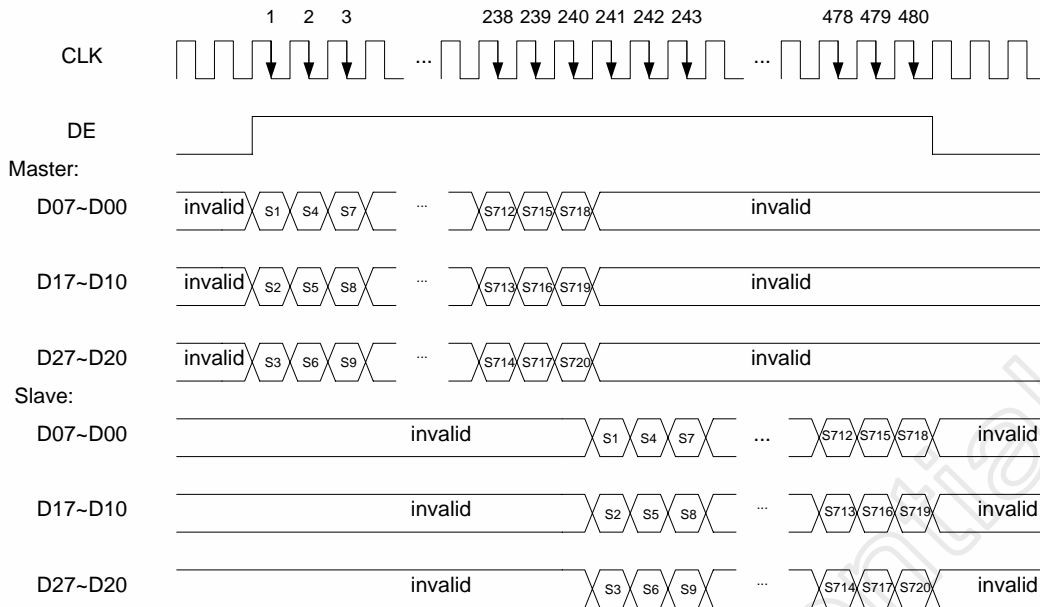 1 2 3 238 239 240 241 242 243 478 479 480
CLK ... ...
DE
Master:
D07~D00 invalid S1 S4 S7 ... S712 S715 S718 invalid
D17~D10 invalid S2 S5 S8 ... S713 S716 S719 invalid
D27~D20 invalid S3 S6 S9 ... S714 S717 S720 invalid
Slave:
D07~D00 invalid S1 S4 S7 ... S712 S715 S718 invalid
D17~D10 invalid S2 S5 S8 ... S713 S716 S719 invalid
D27~D20 invalid S3 S6 S9 ... S714 S717 S720 invalid